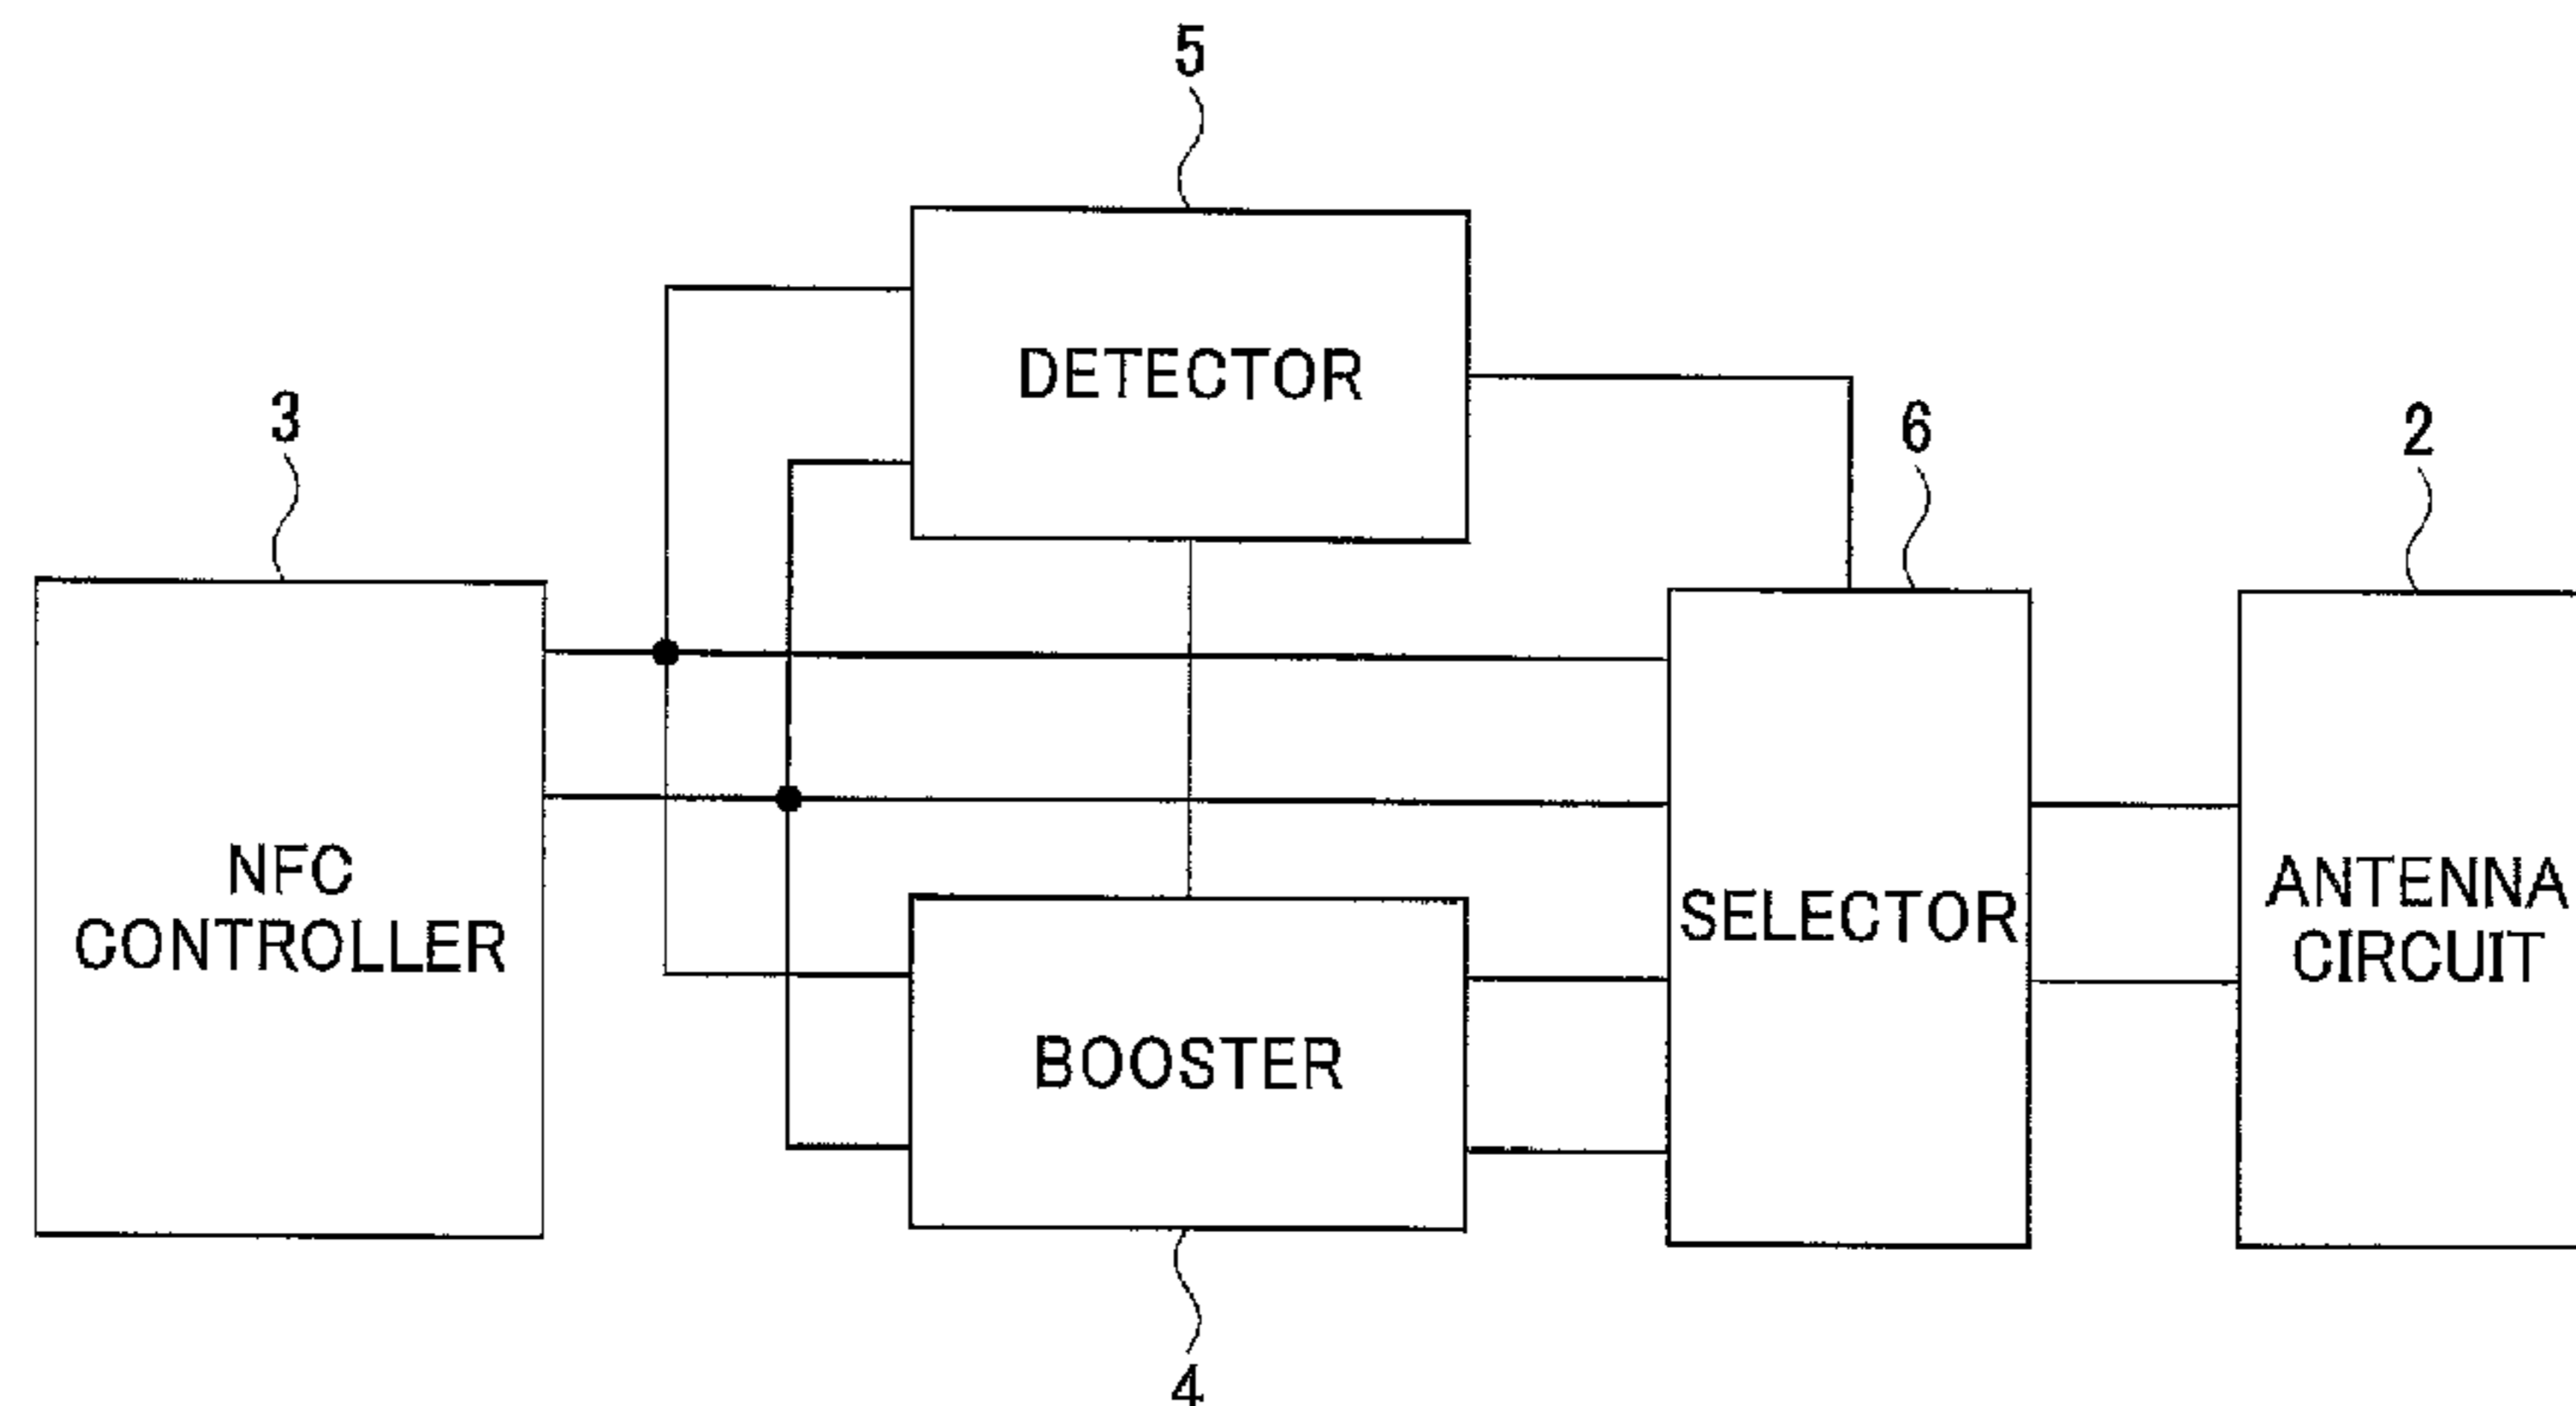 5
DETECTOR
3
6
2
NFC
CONTROLLER
SELECTOR
ANTENNA
CIRCUIT
BOOSTER
4